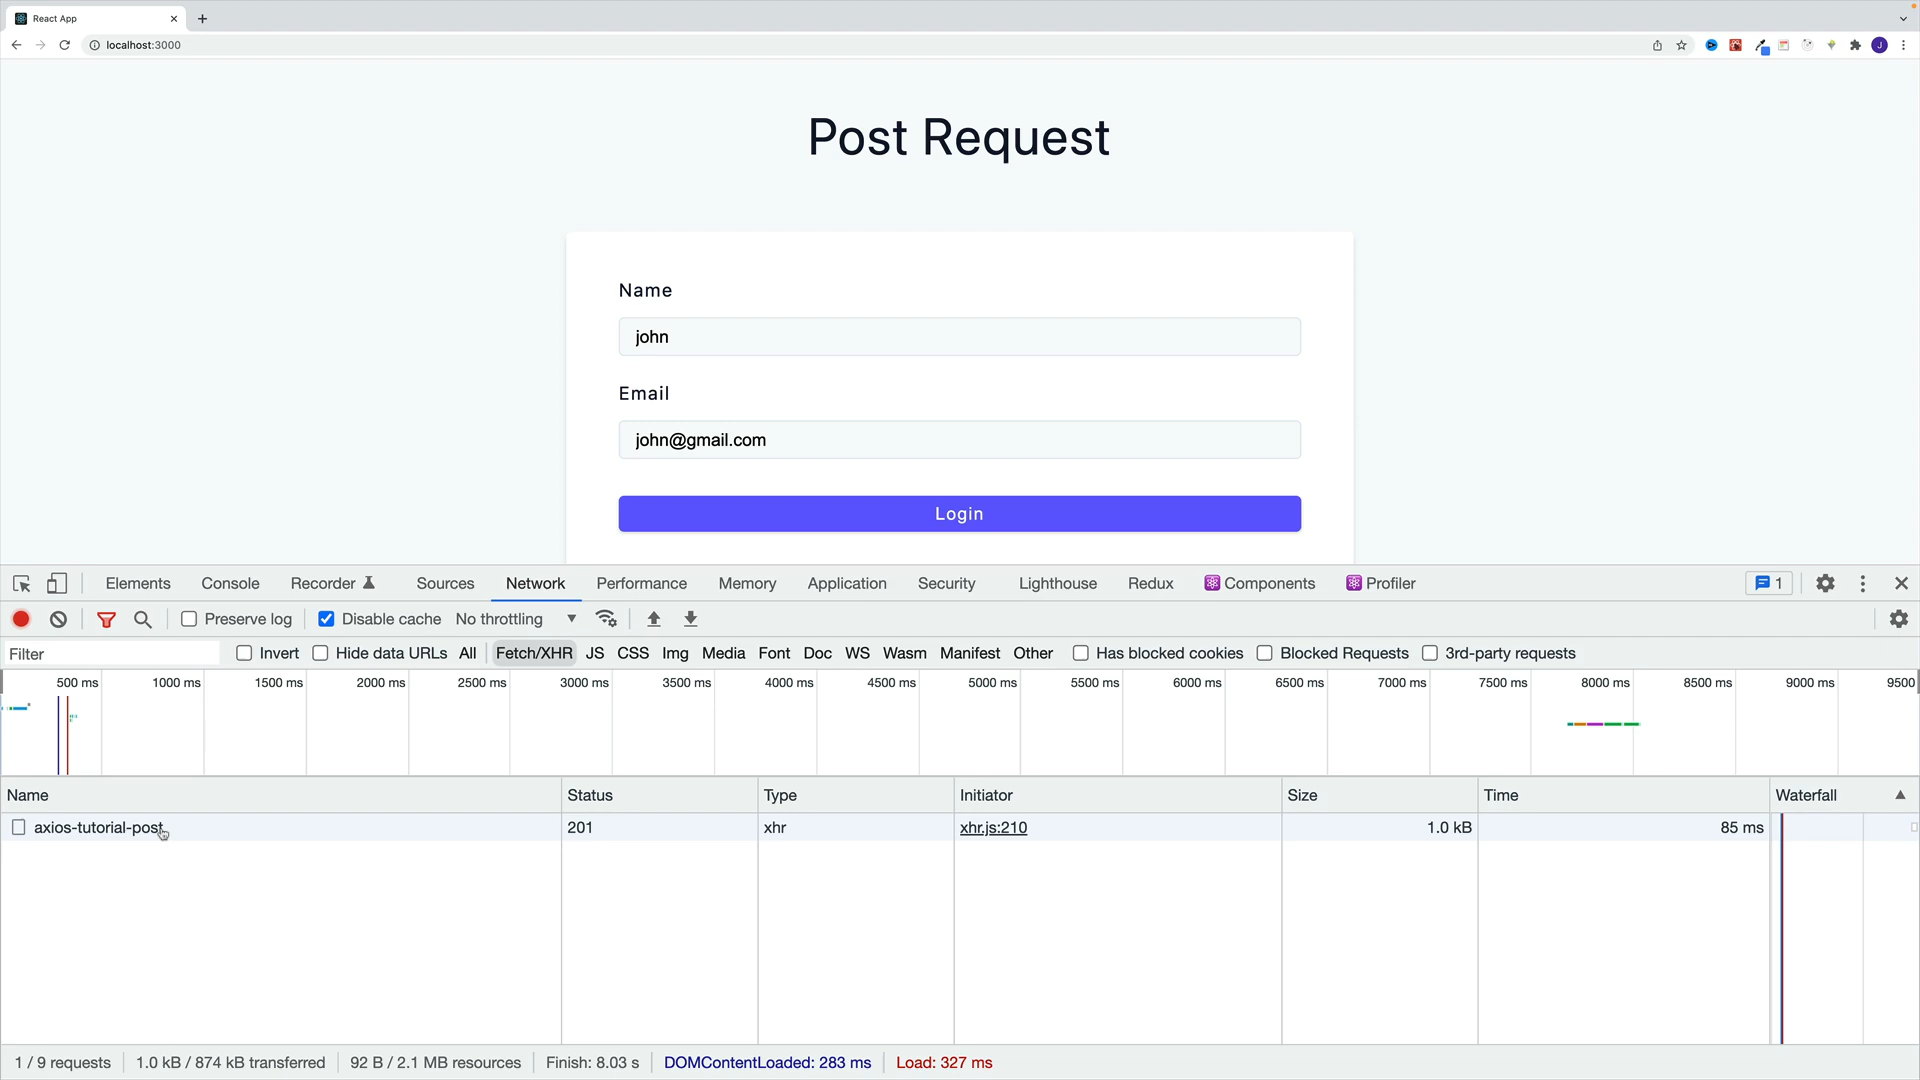 React App
localhost:3000
J
Post Request
Name
john
Email
john@gmail.com
Login
Elements Console Recorder Sources Network Performance Memory Application Security Lighthouse Redux Components Profiler 1
Preserve log Disable cache No throttling
Filter Invert Hide data URLs All Fetch/XHR JS CSS Img Media Font Doc WS Wasm Manifest Other Has blocked cookies Blocked Requests 3rd-party requests
500 ms 1000 ms 1500 ms 2000 ms 2500 ms 3000 ms 3500 ms 4000 ms 4500 ms 5000 ms 5500 ms 6000 ms 6500 ms 7000 ms 7500 ms 8000 ms 8500 ms 9000 ms 9500
Name Status Type Initiator Size Time Waterfall
axios-tutorial-post 201 xhr xhr.js:210 1.0 kB 85 ms
1 / 9 requests 1.0 kB / 874 kB transferred 92 B / 2.1 MB resources Finish: 8.03 s DOMContentLoaded: 283 ms Load: 327 ms